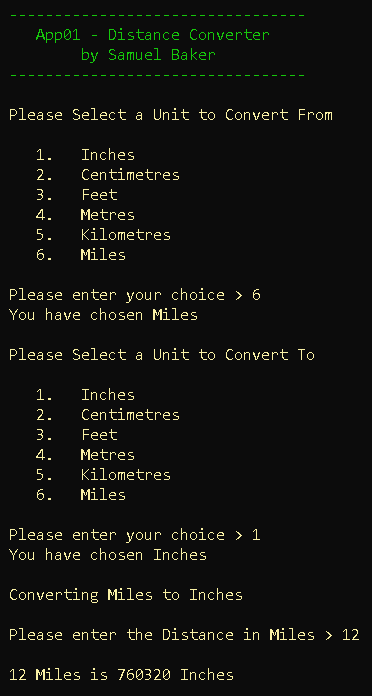 ---------------------------------
App01 - Distance Converter
by Samuel Baker
---------------------------------
Please Select a Unit to Convert From
1. Inches
2. Centimetres
3. Feet
4. Metres
5. Kilometres
6. Miles
Please enter your choice > 6
You have chosen Miles
Please Select a Unit to Convert To
1. Inches
2. Centimetres
3. Feet
4. Metres
5. Kilometres
6. Miles
Please enter your choice > 1
You have chosen Inches
Converting Miles to Inches
Please enter the Distance in Miles > 12
12 Miles is 760320 Inches